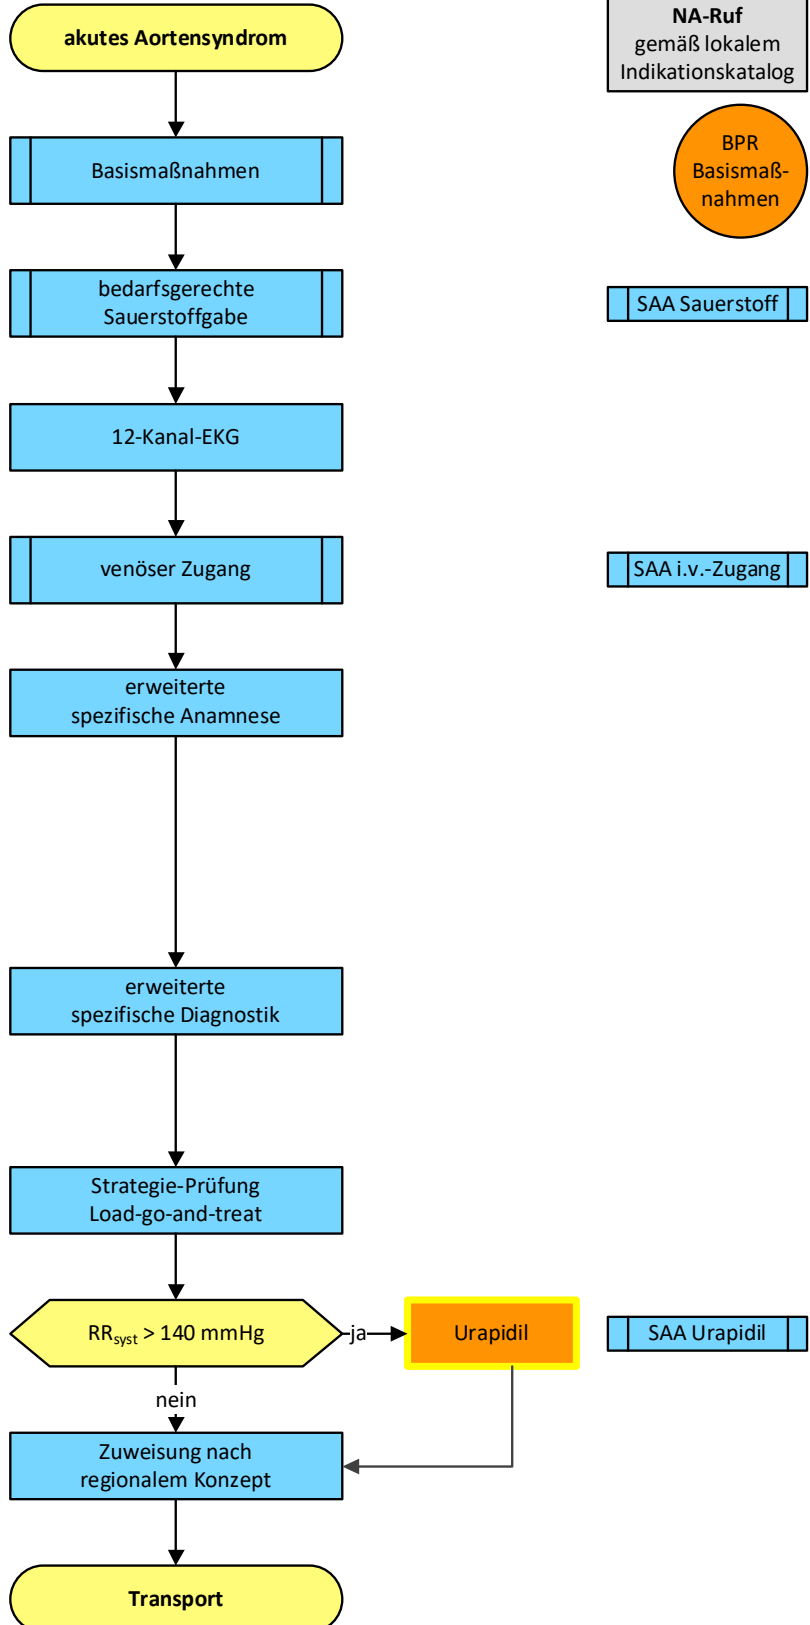 akutes Aortensyndrom
NA-Ruf
gemäß lokalem
Indikationskatalog
Basismaßnahmen
BPR
Basismaß-
nahmen
bedarfsgerechte
Sauerstoffgabe
SAA Sauerstoff
12-Kanal-EKG
venöser Zugang
SAA i.v.-Zugang
erweiterte
spezifische Anamnese
erweiterte
spezifische Diagnostik
Strategie-Prüfung
Load-go-and-treat
RRsyst > 140 mmHg
ja
Urapidil
SAA Urapidil
nein
Zuweisung nach
regionalem Konzept
Transport